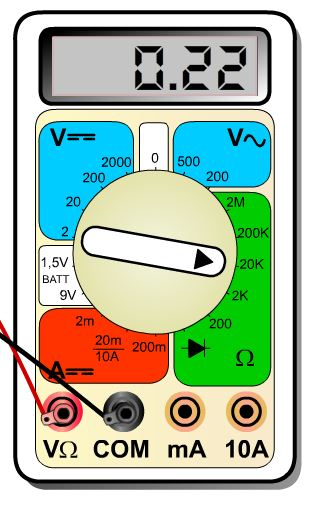 0.22
V⎓ V∿
2000 0 500
200 200
20 2M
2 200K
1,5V 20K
BATT
9V 2K
2m 200
20m 200m
10A
A⎓ Ω
VΩ COM mA 10A